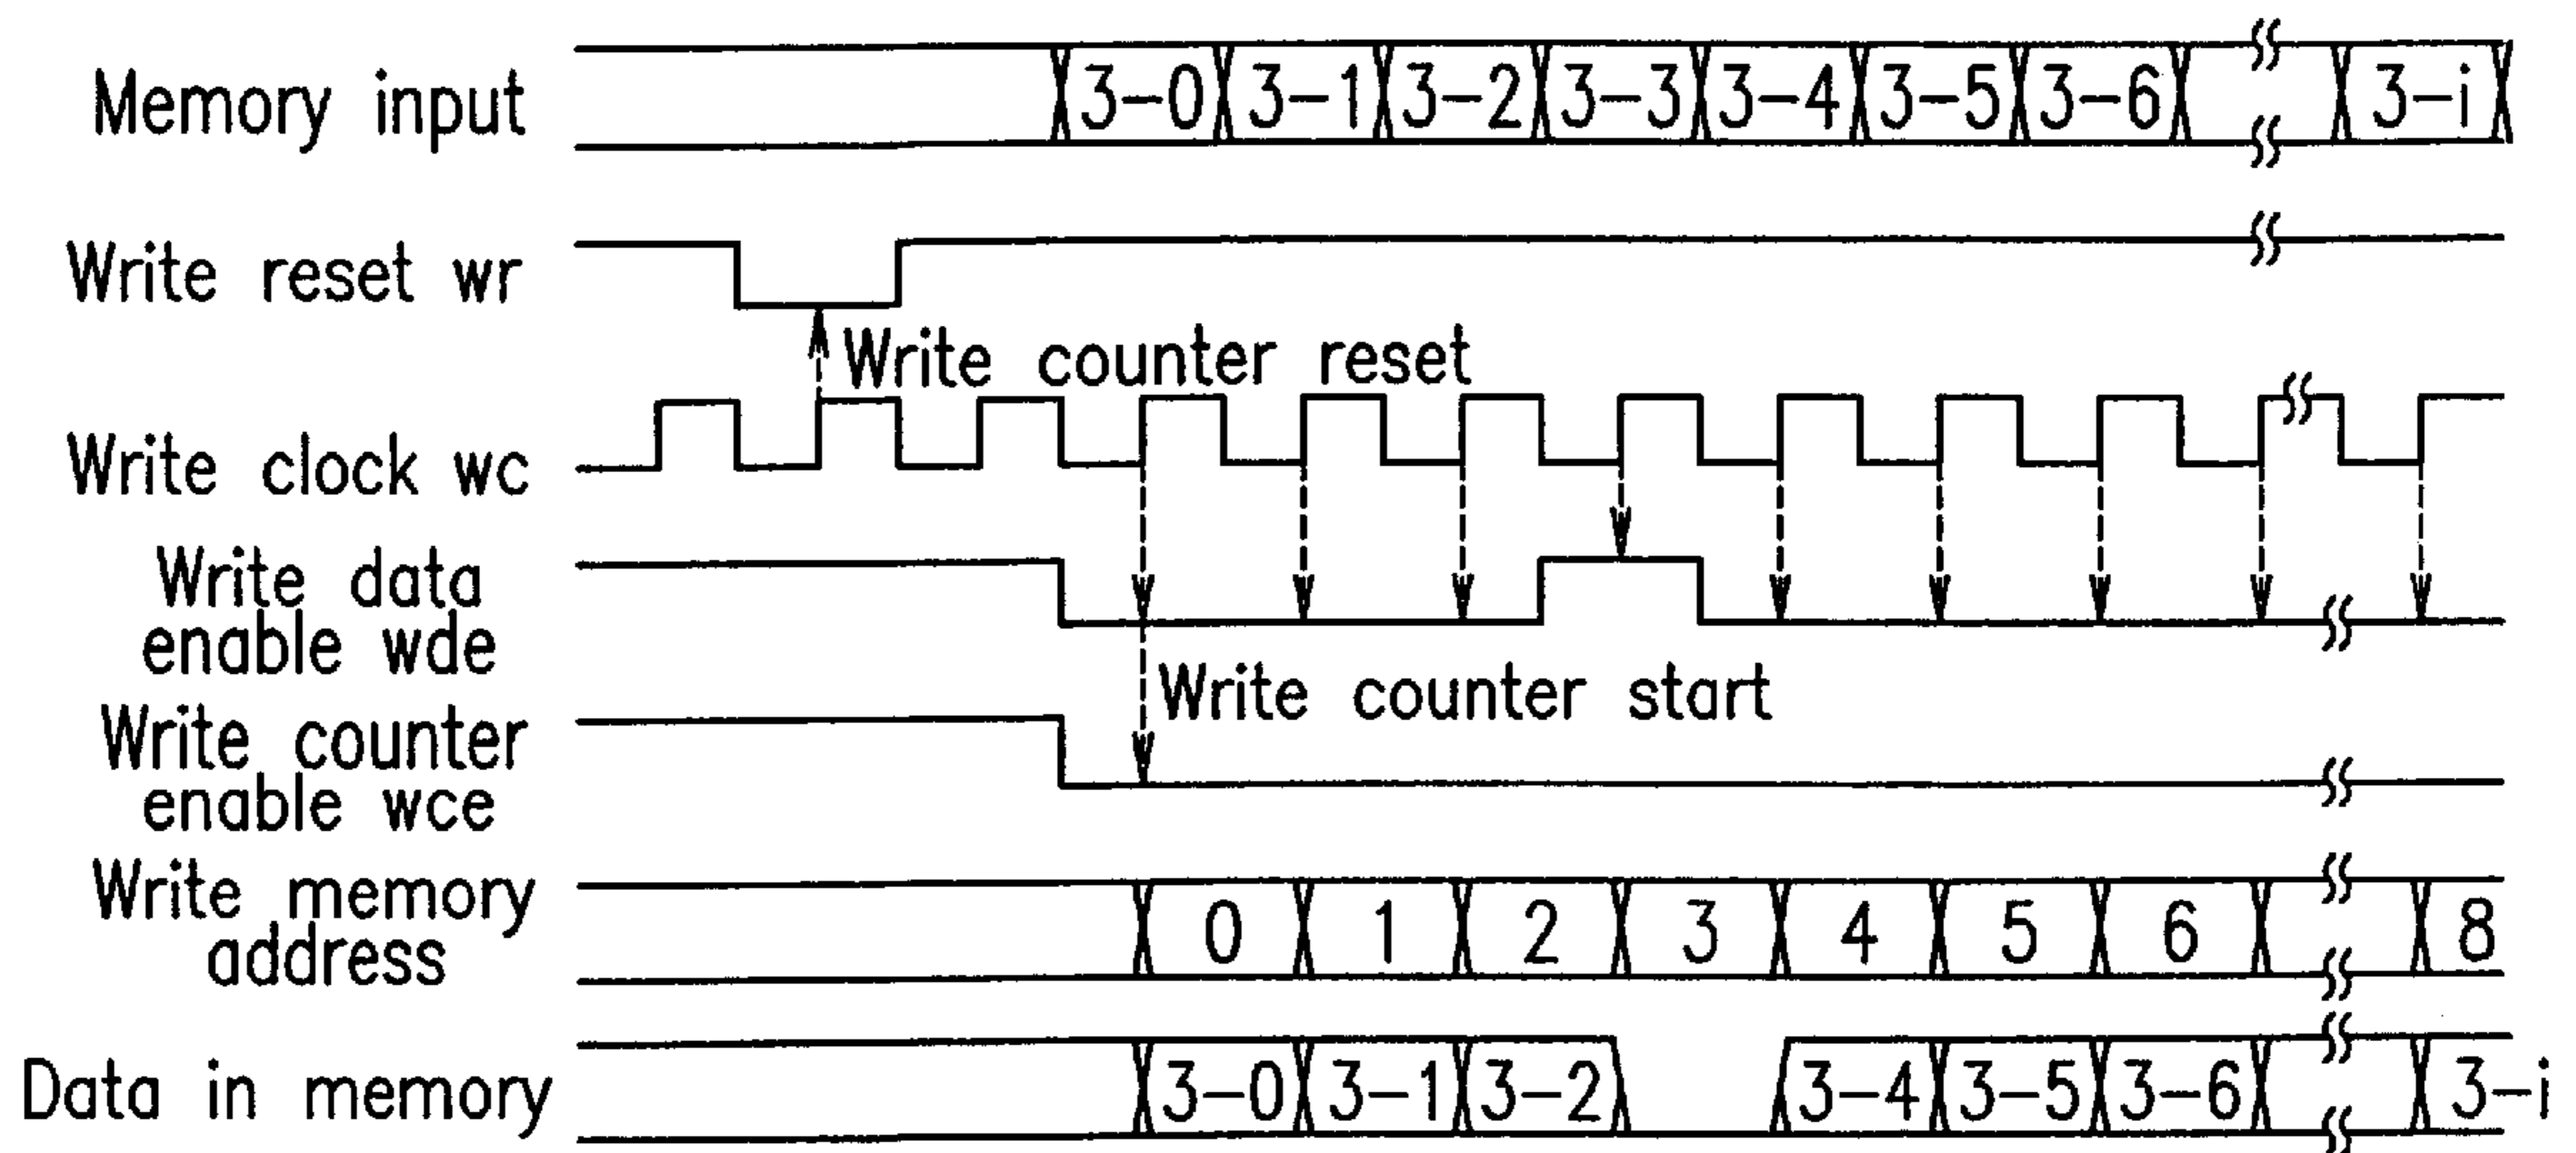 Memory input 3-0 3-1 3-2 3-3 3-4 3-5 3-6 3-i
Write reset wr
Write counter reset
Write clock wc
Write data
enable wde
Write counter start
Write counter
enable wce
Write memory
address 0 1 2 3 4 5 6 8
Data in memory 3-0 3-1 3-2 3-4 3-5 3-6 3-i